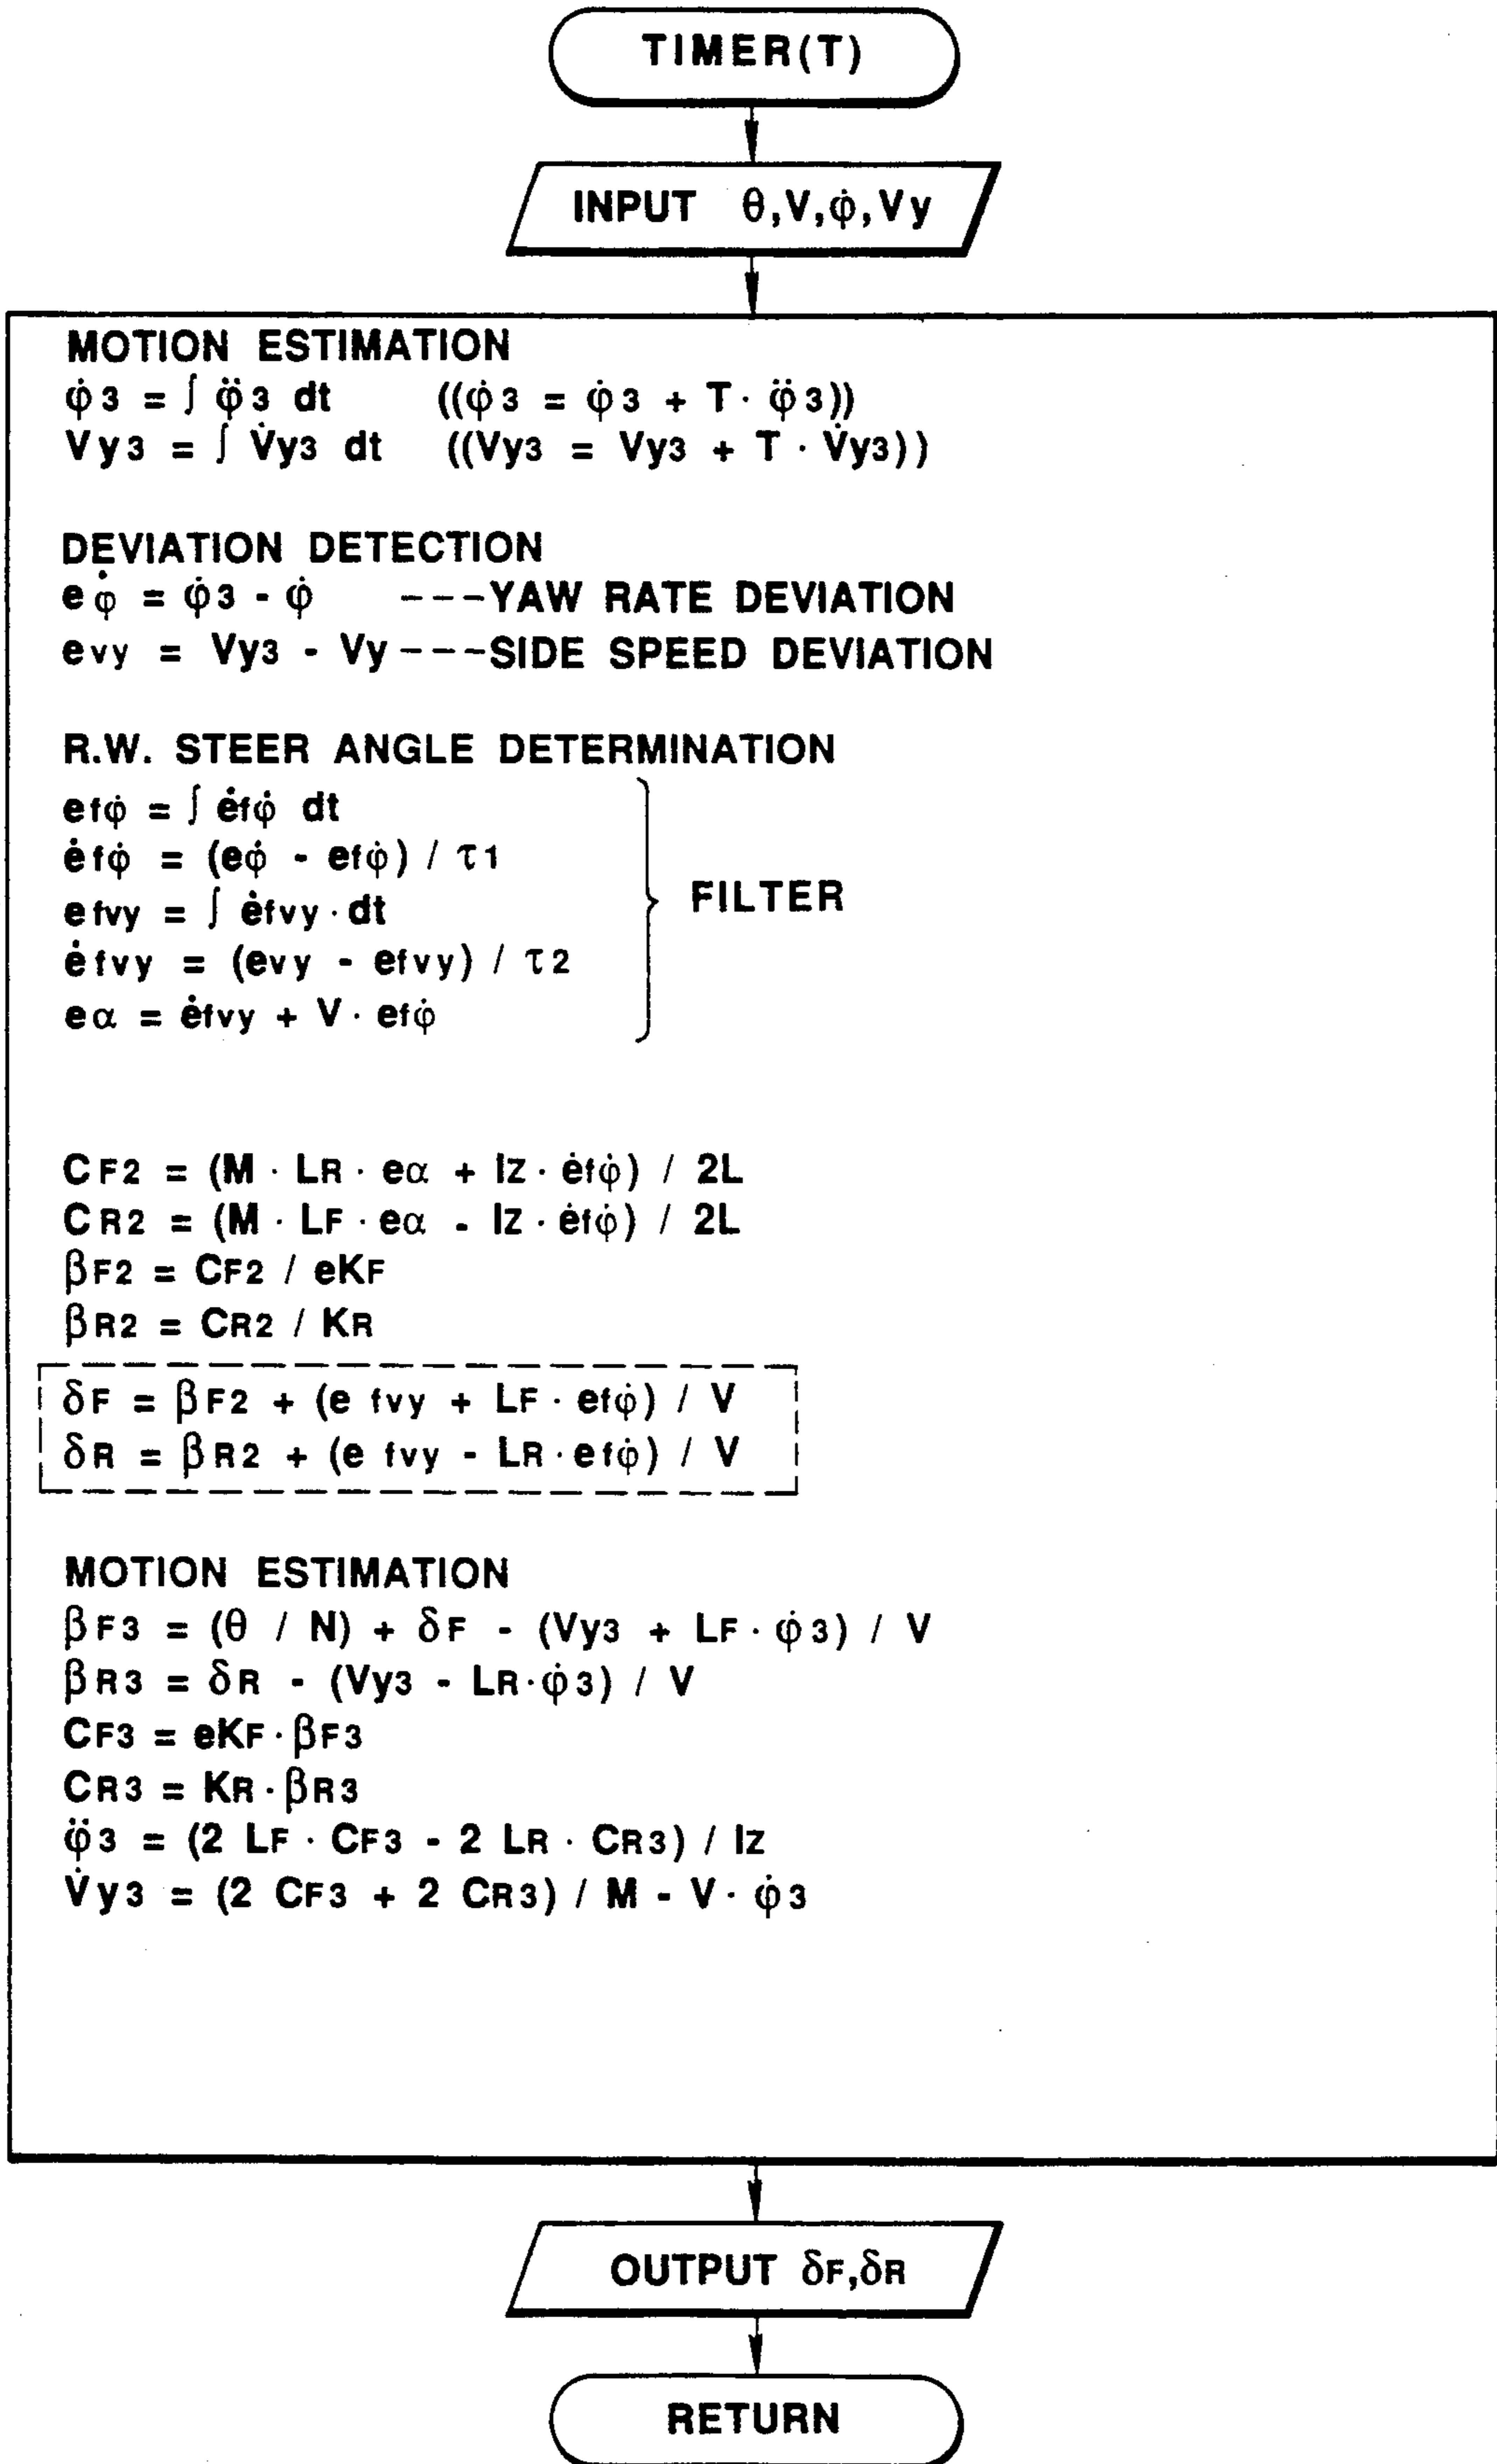 TIMER(T)
INPUT θ,V,φ̇,Vy
MOTION ESTIMATION
φ̇3 = ∫ φ̈3 dt ((φ̇3 = φ̇3 + T· φ̈3))
Vy3 = ∫ V̇y3 dt ((Vy3 = Vy3 + T · V̇y3))
DEVIATION DETECTION
eφ̇ = φ̇3 - φ̇ ---YAW RATE DEVIATION
evy = Vy3 - Vy ---SIDE SPEED DEVIATION
R.W. STEER ANGLE DETERMINATION
efφ̇ = ∫ ėfφ̇ dt
ėfφ̇ = (eφ̇ - efφ̇) / τ1
efvy = ∫ ėfvy · dt
FILTER
ėfvy = (evy - efvy) / τ2
eα = ėfvy + V· efφ̇
CF2 = (M · LR · eα + Iz · ėfφ̇) / 2L
CR2 = (M · LF · eα - Iz · ėfφ̇) / 2L
βF2 = CF2 / eKF
βR2 = CR2 / KR
δF = βF2 + (e fvy + LF · efφ̇) / V
δR = βR2 + (e fvy - LR · efφ̇) / V
MOTION ESTIMATION
βF3 = (θ / N) + δF - (Vy3 + LF · φ̇3) / V
βR3 = δR - (Vy3 - LR·φ̇3) / V
CF3 = eKF · βF3
CR3 = KR · βR3
φ̈3 = (2 LF · CF3 - 2 LR · CR3) / Iz
V̇y3 = (2 CF3 + 2 CR3) / M - V· φ̇3
OUTPUT δF,δR
RETURN